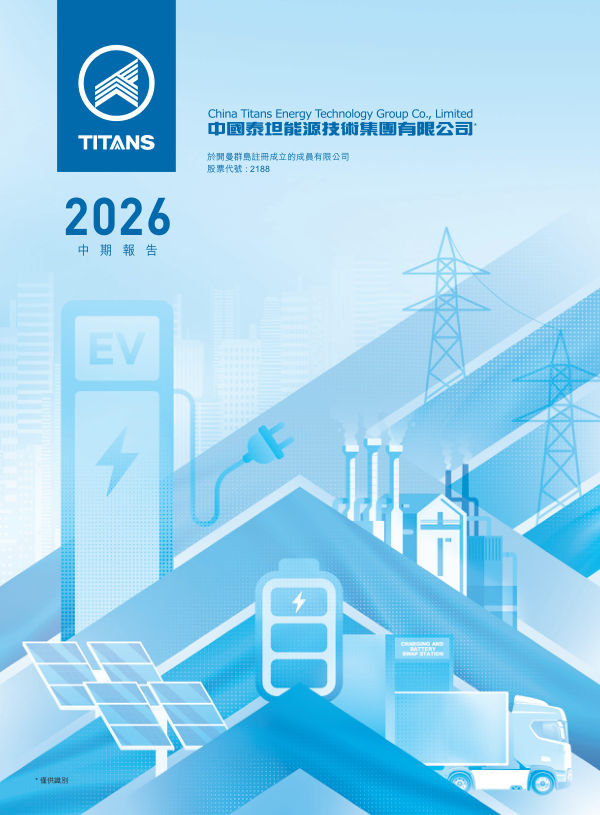 TITANS
China Titans Energy Technology Group Co., Limited
中國泰坦能源技術集團有限公司*
於開曼群島註冊成立的成員有限公司
股票代號 : 2188
2026
中期報告
EV
CHARGING AND
BATTERY
SWAP STATION
* 僅供識別